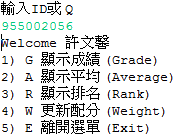 輸入ID或 Q
955002056
Welcome 許文馨
1) G 顯示成績 (Grade)
2) A 顯示平均 (Average)
3) R 顯示排名 (Rank)
4) W 更新配分 (Weight)
5) E 離開選單 (Exit)